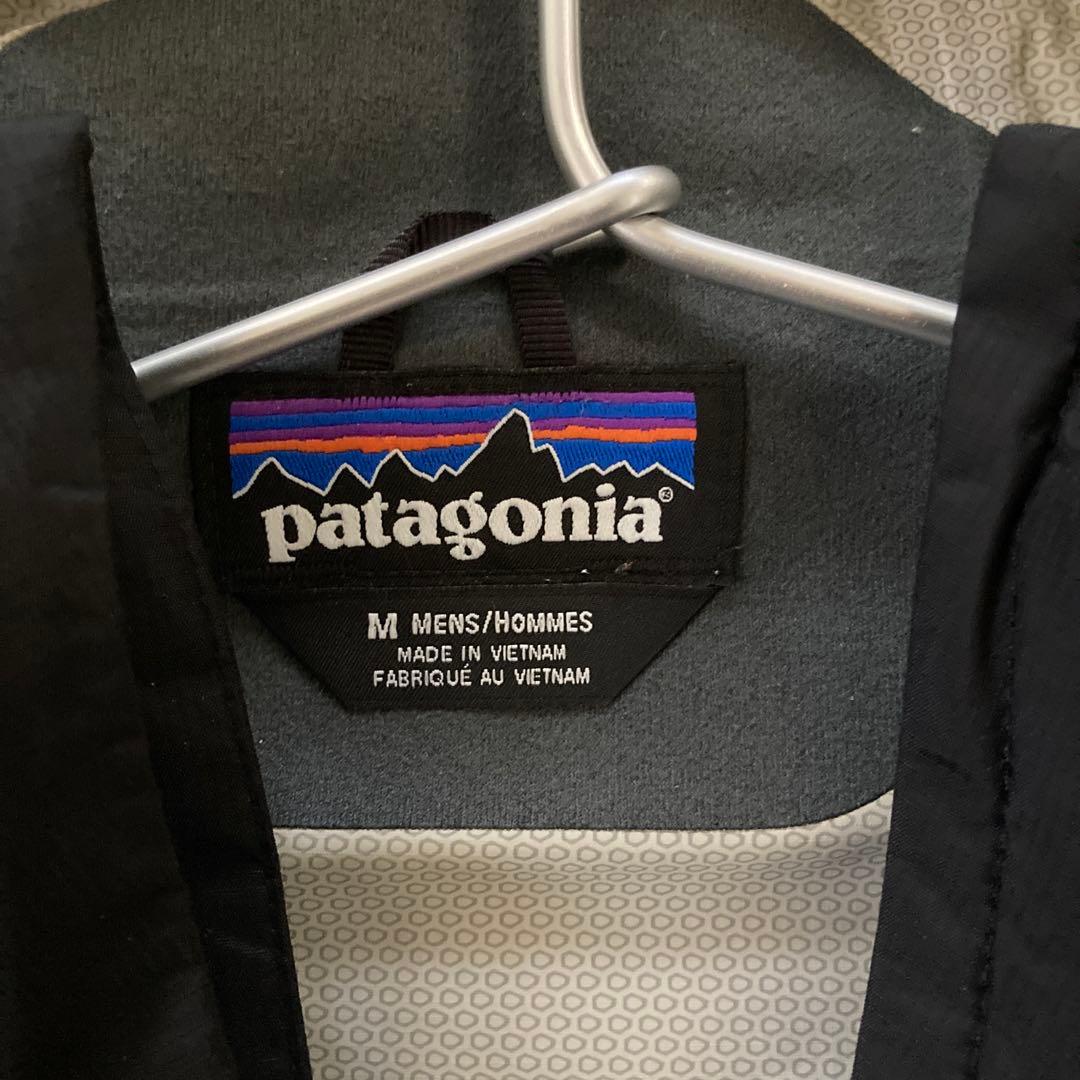 patagonia®
M MENS/HOMMES
MADE IN VIETNAM
FABRIQUÉ AU VIETNAM